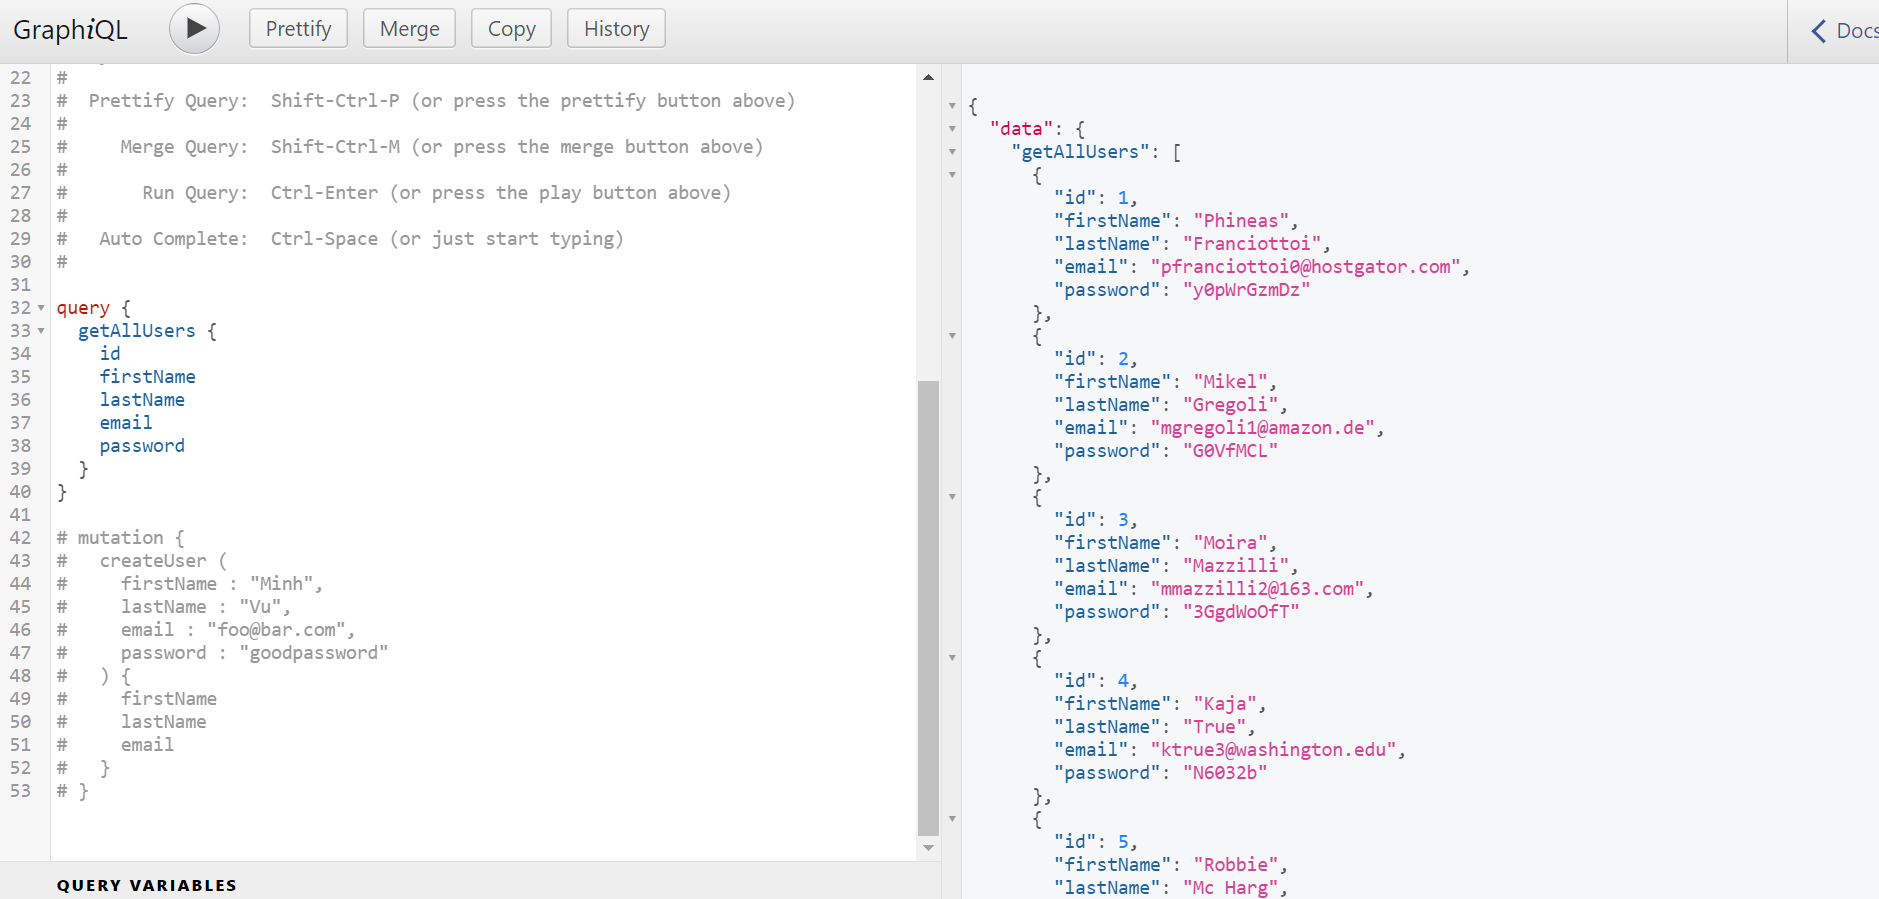 GraphiQL Prettify Merge Copy History Docs
22 #
23 # Prettify Query: Shift-Ctrl-P (or press the prettify button above)
24 #
25 # Merge Query: Shift-Ctrl-M (or press the merge button above)
26 #
27 # Run Query: Ctrl-Enter (or press the play button above)
28 #
29 # Auto Complete: Ctrl-Space (or just start typing)
30 #
31
32 query {
33 getAllUsers {
34 id
35 firstName
36 lastName
37 email
38 password
39 }
40 }
41
42 # mutation {
43 # createUser (
44 # firstName : "Minh",
45 # lastName : "Vu",
46 # email : "foo@bar.com",
47 # password : "goodpassword"
48 # ) {
49 # firstName
50 # lastName
51 # email
52 # }
53 # }
QUERY VARIABLES
{
"data": {
"getAllUsers": [
{
"id": 1,
"firstName": "Phineas",
"lastName": "Franciottoi",
"email": "pfranciottoi0@hostgator.com",
"password": "y0pWrGzmDz"
},
{
"id": 2,
"firstName": "Mikel",
"lastName": "Gregoli",
"email": "mgregoli1@amazon.de",
"password": "G0VfMCL"
},
{
"id": 3,
"firstName": "Moira",
"lastName": "Mazzilli",
"email": "mmazzilli2@163.com",
"password": "3GgdWoOfT"
},
{
"id": 4,
"firstName": "Kaja",
"lastName": "True",
"email": "ktrue3@washington.edu",
"password": "N6032b"
},
{
"id": 5,
"firstName": "Robbie",
"lastName": "Mc Harg",